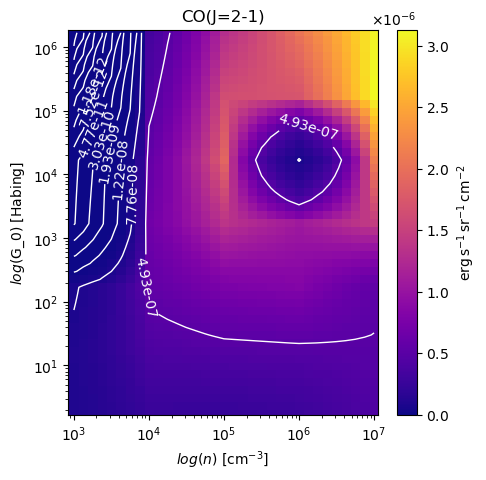 CO(J=2-1)
×10⁻⁶
10⁶
10⁵
10⁴
10³
10²
10¹
log(G_0) [Habing]
4.77e-11
3.03e-10
1.93e-09
1.22e-08
7.76e-08
4.93e-07
4.93e-07
10³
10⁴
10⁵
10⁶
10⁷
log(n) [cm⁻³]
3.0
2.5
2.0
1.5
1.0
0.5
0.0
erg s⁻¹ sr⁻¹ cm⁻²